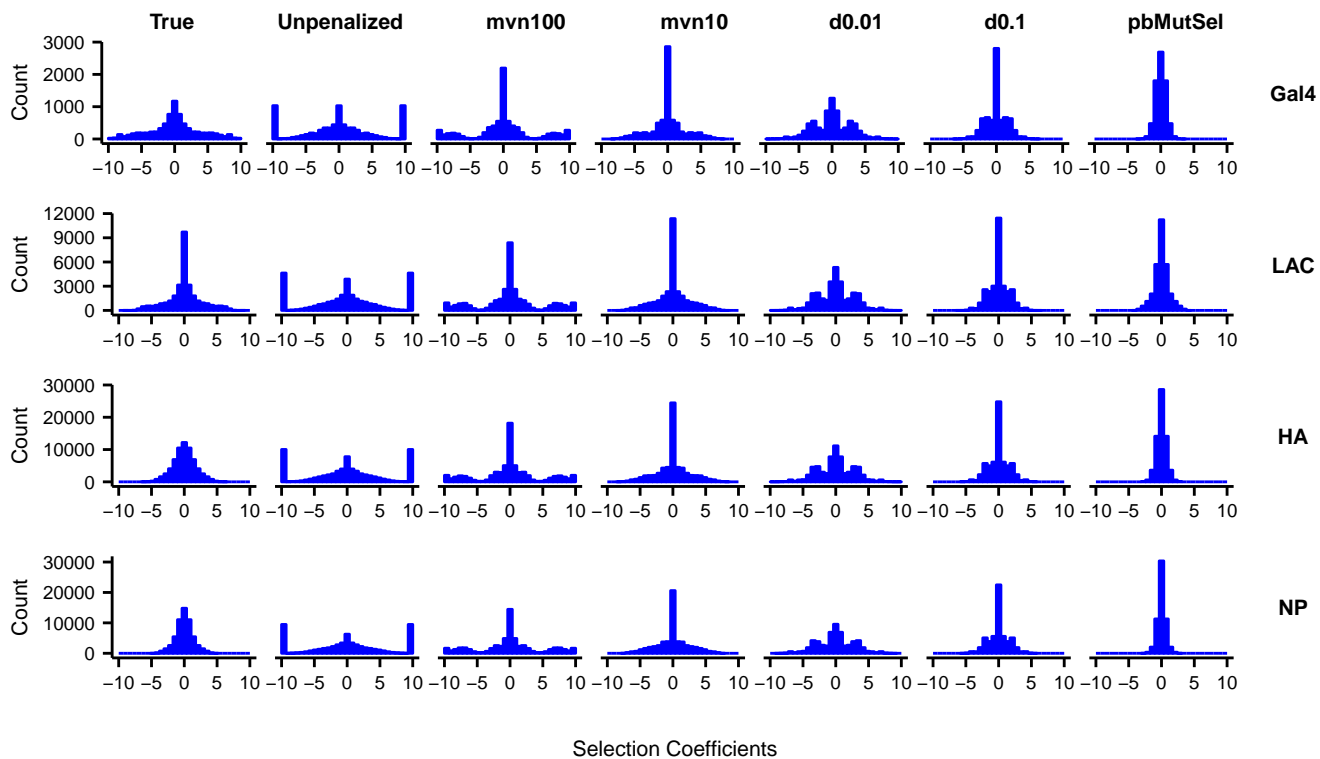 True Unpenalized mvn100 mvn10 d0.01 d0.1 pbMutSel
3000
2000
1000
0
Count
Gal4
−10 −5 0 5 10 −10 −5 0 5 10 −10 −5 0 5 10 −10 −5 0 5 10 −10 −5 0 5 10 −10 −5 0 5 10 −10 −5 0 5 10
12000
9000
6000
3000
0
Count
LAC
−10 −5 0 5 10 −10 −5 0 5 10 −10 −5 0 5 10 −10 −5 0 5 10 −10 −5 0 5 10 −10 −5 0 5 10 −10 −5 0 5 10
30000
20000
10000
0
Count
HA
−10 −5 0 5 10 −10 −5 0 5 10 −10 −5 0 5 10 −10 −5 0 5 10 −10 −5 0 5 10 −10 −5 0 5 10 −10 −5 0 5 10
30000
20000
10000
0
Count
NP
−10 −5 0 5 10 −10 −5 0 5 10 −10 −5 0 5 10 −10 −5 0 5 10 −10 −5 0 5 10 −10 −5 0 5 10 −10 −5 0 5 10
Selection Coefficients